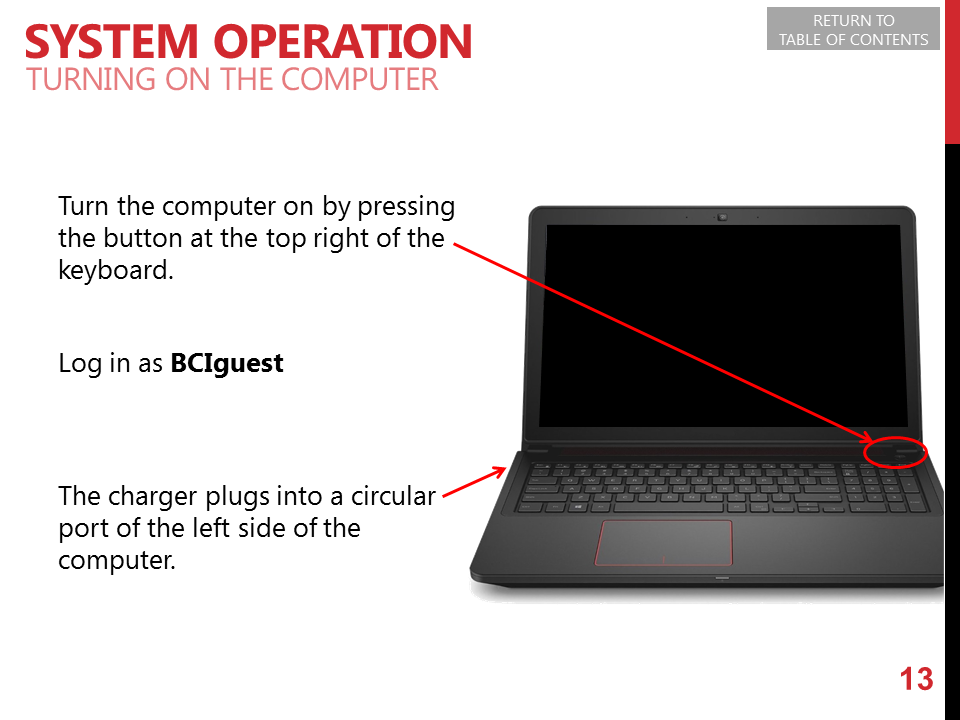 SYSTEM OPERATION
TURNING ON THE COMPUTER
RETURN TO
TABLE OF CONTENTS
Turn the computer on by pressing
the button at the top right of the
keyboard.
Log in as BCIguest
The charger plugs into a circular
port of the left side of the
computer.
13